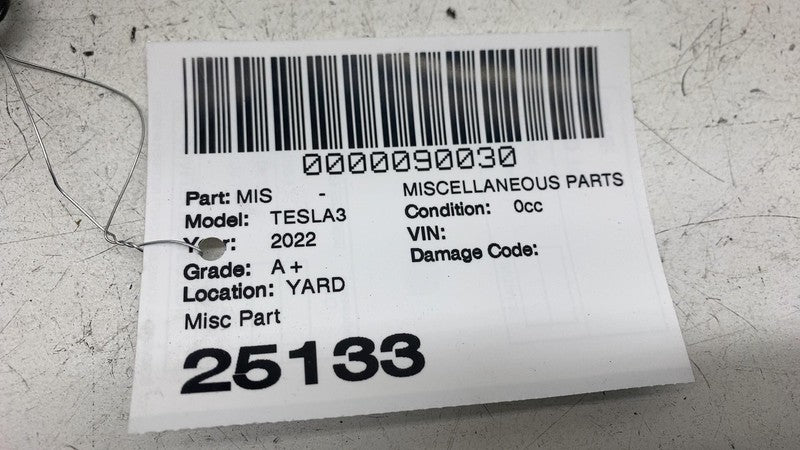 0000090030
Part: MIS - MISCELLANEOUS PARTS
Model: TESLA3 Condition: 0cc
Year: 2022 VIN:
Grade: A+ Damage Code:
Location: YARD
Misc Part
25133